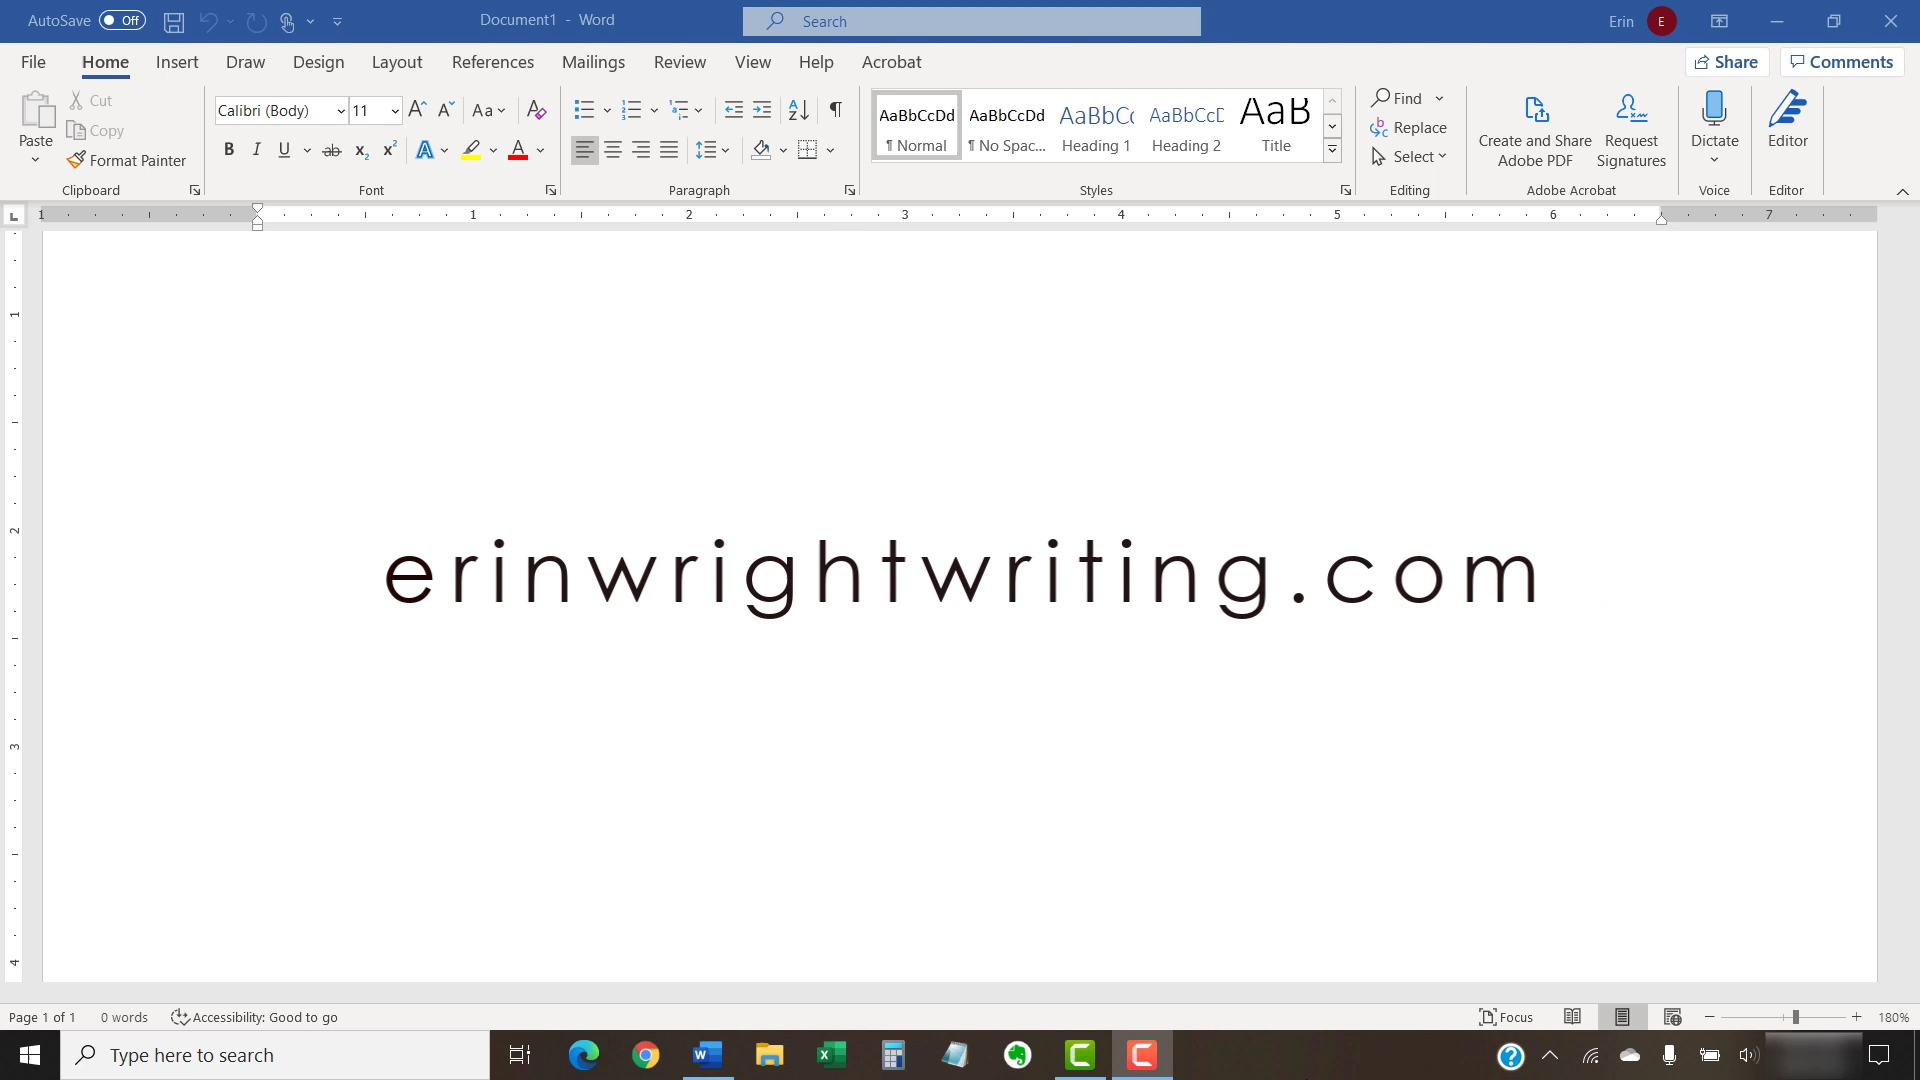 AutoSave Off Document1 - Word Search Erin E
File Home Insert Draw Design Layout References Mailings Review View Help Acrobat Share Comments
Paste
Cut
Copy
Format Painter
Clipboard
Calibri (Body) 11
Font
Paragraph
AaBbCcDd AaBbCcDd AaBbCc AaBbCcD AaB
¶ Normal ¶ No Spac... Heading 1 Heading 2 Title
Styles
Find
Replace
Select
Editing
Create and Share
Adobe PDF
Request
Signatures
Adobe Acrobat
Dictate
Voice
Editor
Editor
1 1 2 3 4 5 6 7
1
2
3
4
erinwrightwriting.com
Page 1 of 1 0 words Accessibility: Good to go Focus 180%
Type here to search